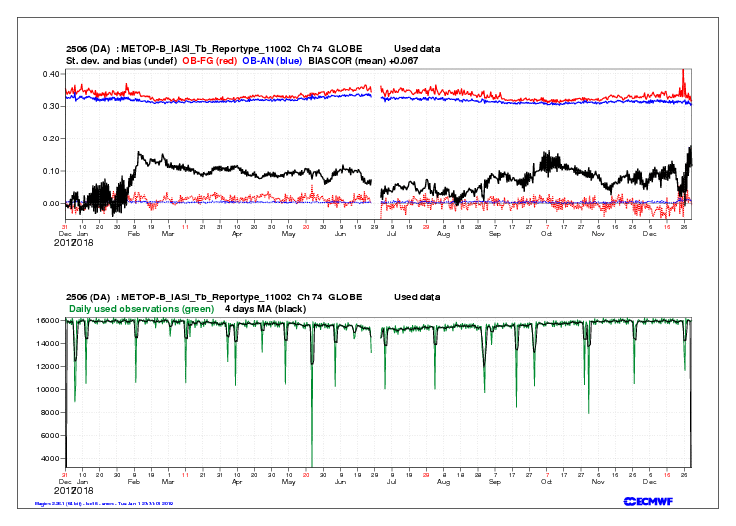 2506 (DA) : METOP-B_IASI_Tb_Reportype_11002 Ch 74 GLOBE Used data
St. dev. and bias (undef) OB-FG (red) OB-AN (blue) BIASCOR (mean) +0.067
0.40
0.30
0.20
0.10
0.00
31 10 20 30 9 19 1 11 21 31 10 20 30 10 20 30 9 19 29 9 19 29 8 18 28 7 17 27 7 17 27 6 16 26 6 16 26
Dec Jan Feb Mar Apr May Jun Jul Aug Sep Oct Nov Dec
2017 2018
2506 (DA) : METOP-B_IASI_Tb_Reportype_11002 Ch 74 GLOBE Used data
Daily used observations (green) 4 days MA (black)
16000
14000
12000
10000
8000
6000
4000
31 10 20 30 9 19 1 11 21 31 10 20 30 10 20 30 9 19 29 9 19 29 8 18 28 7 17 27 7 17 27 6 16 26 6 16 26
Dec Jan Feb Mar Apr May Jun Jul Aug Sep Oct Nov Dec
2017 2018
ECMWF